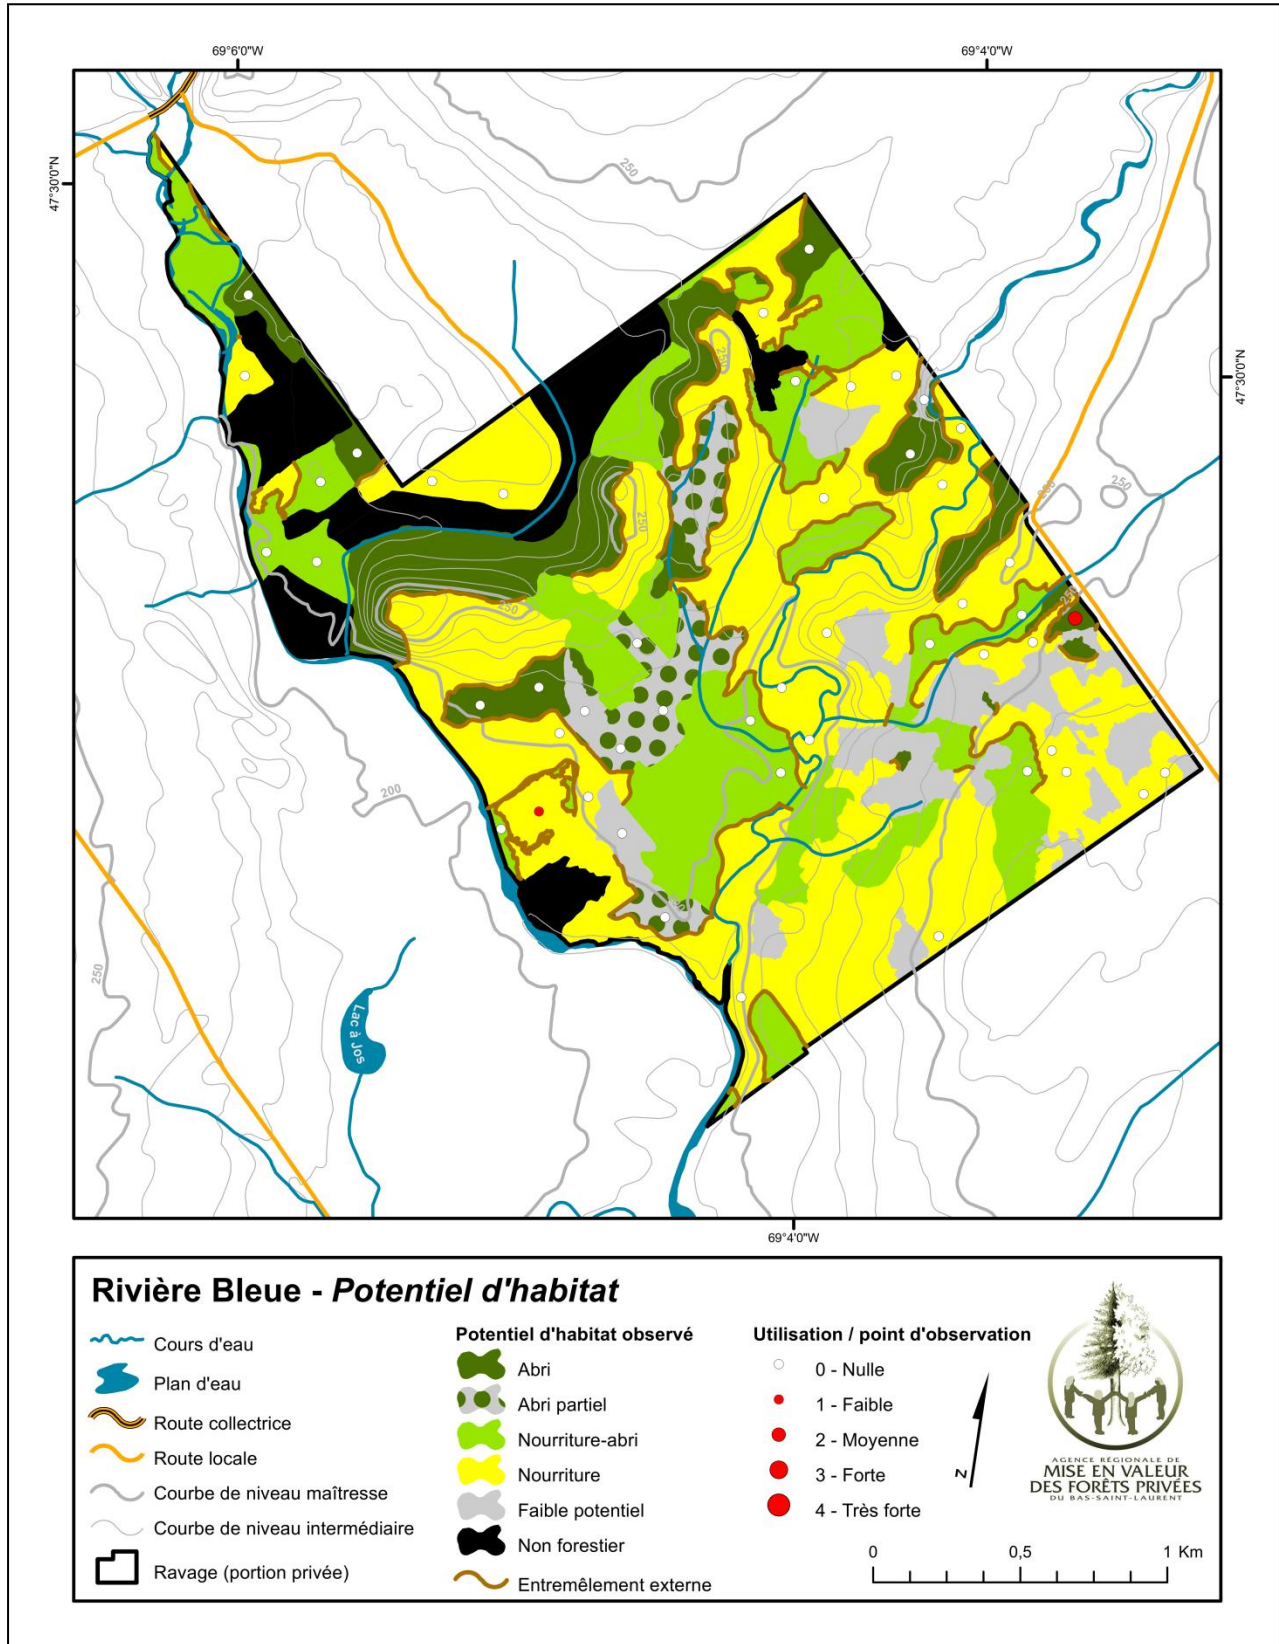 69°6'0"W
69°4'0"W
47°30'0"N
47°30'0"N
250
250
250
250
200
250
250
250
200
250
Lac à Jos
69°4'0"W
Rivière Bleue - Potentiel d'habitat
Cours d'eau
Plan d'eau
Route collectrice
Route locale
Courbe de niveau maîtresse
Courbe de niveau intermédiaire
Ravage (portion privée)
Potentiel d'habitat observé
Abri
Abri partiel
Nourriture-abri
Nourriture
Faible potentiel
Non forestier
Entremêlement externe
Utilisation / point d'observation
0 - Nulle
1 - Faible
2 - Moyenne
3 - Forte
4 - Très forte
N
AGENCE RÉGIONALE DE
MISE EN VALEUR
DES FORÊTS PRIVÉES
DU BAS-SAINT-LAURENT
0 0,5 1 Km